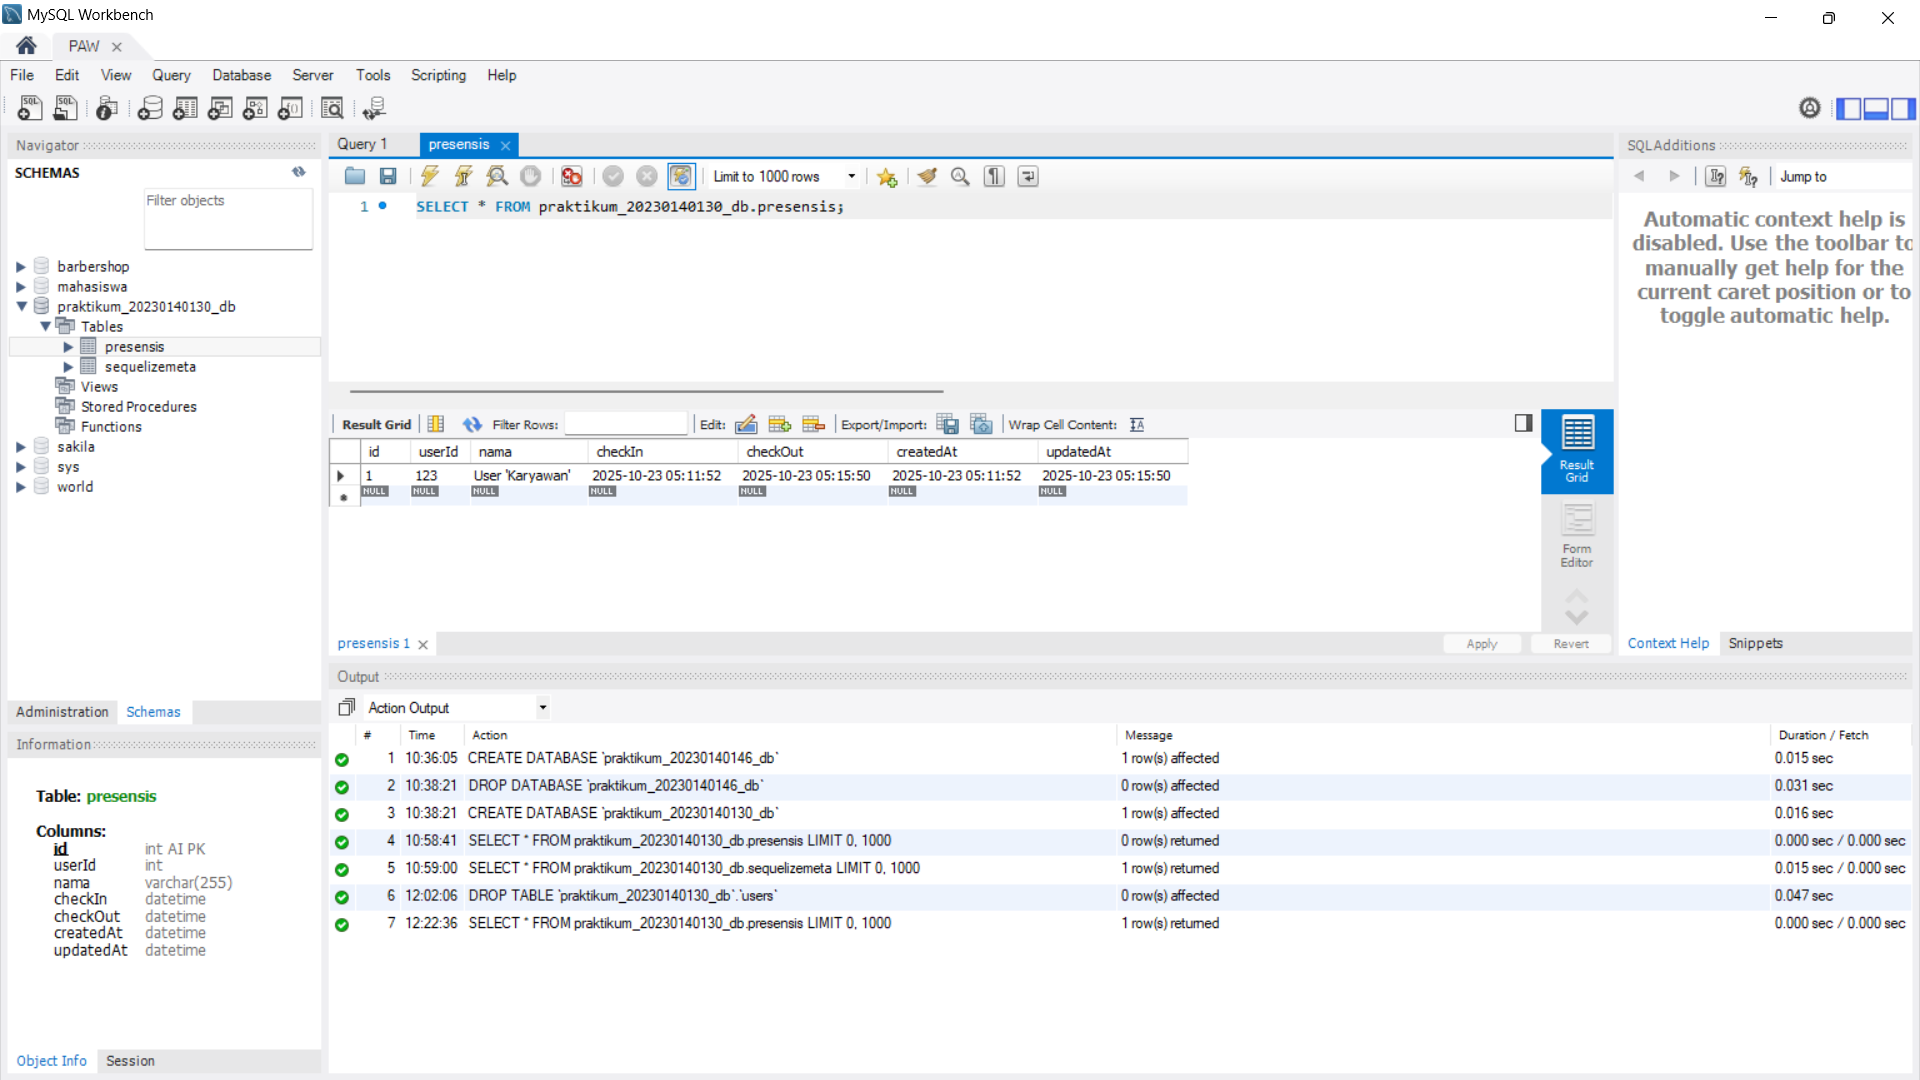 MySQL Workbench
PAW
File Edit View Query Database Server Tools Scripting Help
Navigator
SCHEMAS
Filter objects
barbershop
mahasiswa
praktikum_20230140130_db
Tables
presensis
sequelizemeta
Views
Stored Procedures
Functions
sakila
sys
world
Administration Schemas
Information
Table: presensis
Columns:
id int AI PK
userId int
nama varchar(255)
checkIn datetime
checkOut datetime
createdAt datetime
updatedAt datetime
Object Info Session
Query 1 presensis
Limit to 1000 rows
1 SELECT * FROM praktikum_20230140130_db.presensis;
Result Grid Filter Rows: Edit: Export/Import: Wrap Cell Content:
id userId nama checkIn checkOut createdAt updatedAt
1 123 User 'Karyawan' 2025-10-23 05:11:52 2025-10-23 05:15:50 2025-10-23 05:11:52 2025-10-23 05:15:50
NULL NULL NULL NULL NULL NULL NULL
Result
Grid
Form
Editor
presensis 1
Apply Revert
SQLAdditions
Jump to
Automatic context help is
disabled. Use the toolbar to
manually get help for the
current caret position or to
toggle automatic help.
Context Help Snippets
Output
Action Output
# Time Action Message Duration / Fetch
1 10:36:05 CREATE DATABASE `praktikum_20230140146_db` 1 row(s) affected 0.015 sec
2 10:38:21 DROP DATABASE `praktikum_20230140146_db` 0 row(s) affected 0.031 sec
3 10:38:21 CREATE DATABASE `praktikum_20230140130_db` 1 row(s) affected 0.016 sec
4 10:58:41 SELECT * FROM praktikum_20230140130_db.presensis LIMIT 0, 1000 0 row(s) returned 0.000 sec / 0.000 sec
5 10:59:00 SELECT * FROM praktikum_20230140130_db.sequelizemeta LIMIT 0, 1000 1 row(s) returned 0.015 sec / 0.000 sec
6 12:02:06 DROP TABLE `praktikum_20230140130_db`.`users` 0 row(s) affected 0.047 sec
7 12:22:36 SELECT * FROM praktikum_20230140130_db.presensis LIMIT 0, 1000 1 row(s) returned 0.000 sec / 0.000 sec